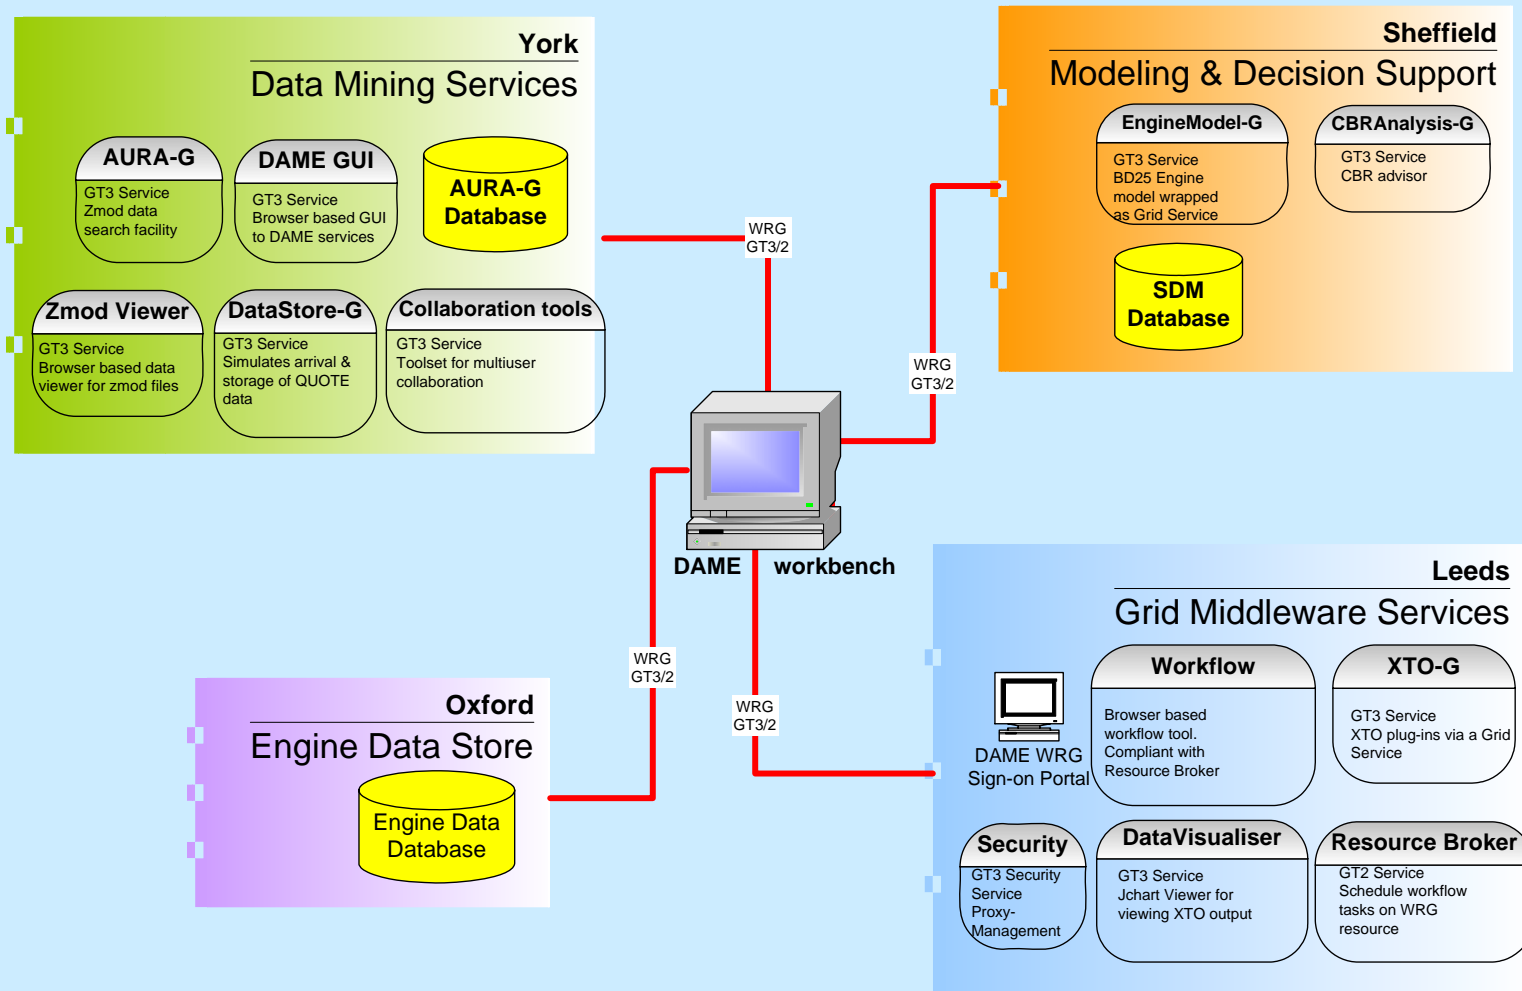 York
Data Mining Services
AURA-G
GT3 Service
Zmod data
search facility
DAME GUI
GT3 Service
Browser based GUI
to DAME services
AURA-G
Database
Zmod Viewer
GT3 Service
Browser based data
viewer for zmod files
DataStore-G
GT3 Service
Simulates arrival &
storage of QUOTE
data
Collaboration tools
GT3 Service
Toolset for multiuser
collaboration
WRG
GT3/2
Sheffield
Modeling & Decision Support
EngineModel-G
GT3 Service
BD25 Engine
model wrapped
as Grid Service
CBRAnalysis-G
GT3 Service
CBR advisor
SDM
Database
WRG
GT3/2
DAME workbench
WRG
GT3/2
WRG
GT3/2
Oxford
Engine Data Store
Engine Data
Database
Leeds
Grid Middleware Services
DAME WRG
Sign-on Portal
Workflow
Browser based
workflow tool.
Compliant with
Resource Broker
XTO-G
GT3 Service
XTO plug-ins via a Grid
Service
Security
GT3 Security
Service
Proxy-
Management
DataVisualiser
GT3 Service
Jchart Viewer for
viewing XTO output
Resource Broker
GT2 Service
Schedule workflow
tasks on WRG
resource